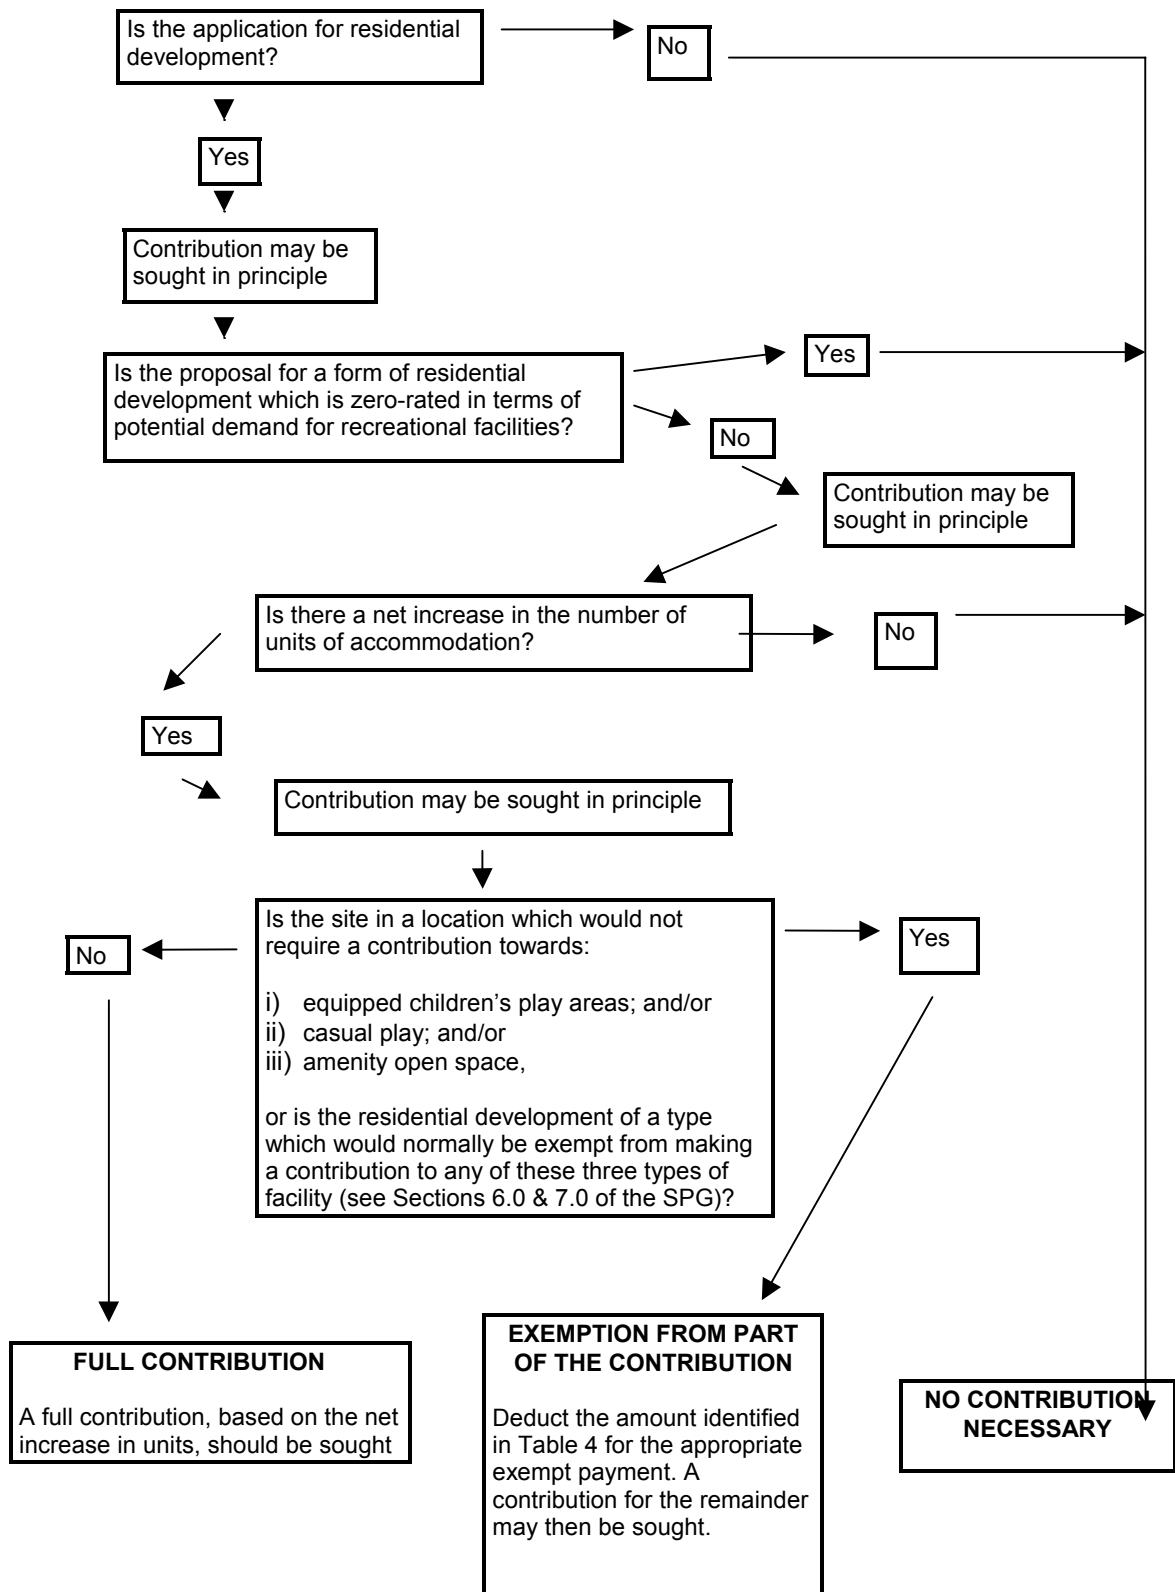 Is the application for residential
development?
No
Yes
Contribution may be
sought in principle
Is the proposal for a form of residential
development which is zero-rated in terms of
potential demand for recreational facilities?
Yes
No
Contribution may be
sought in principle
Is there a net increase in the number of
units of accommodation?
No
Yes
Contribution may be sought in principle
Is the site in a location which would not
require a contribution towards:
i) equipped children’s play areas; and/or
ii) casual play; and/or
iii) amenity open space,
or is the residential development of a type
which would normally be exempt from making
a contribution to any of these three types of
facility (see Sections 6.0 & 7.0 of the SPG)?
No
Yes
FULL CONTRIBUTION
A full contribution, based on the net
increase in units, should be sought
EXEMPTION FROM PART
OF THE CONTRIBUTION
Deduct the amount identified
in Table 4 for the appropriate
exempt payment. A
contribution for the remainder
may then be sought.
NO CONTRIBUTION
NECESSARY